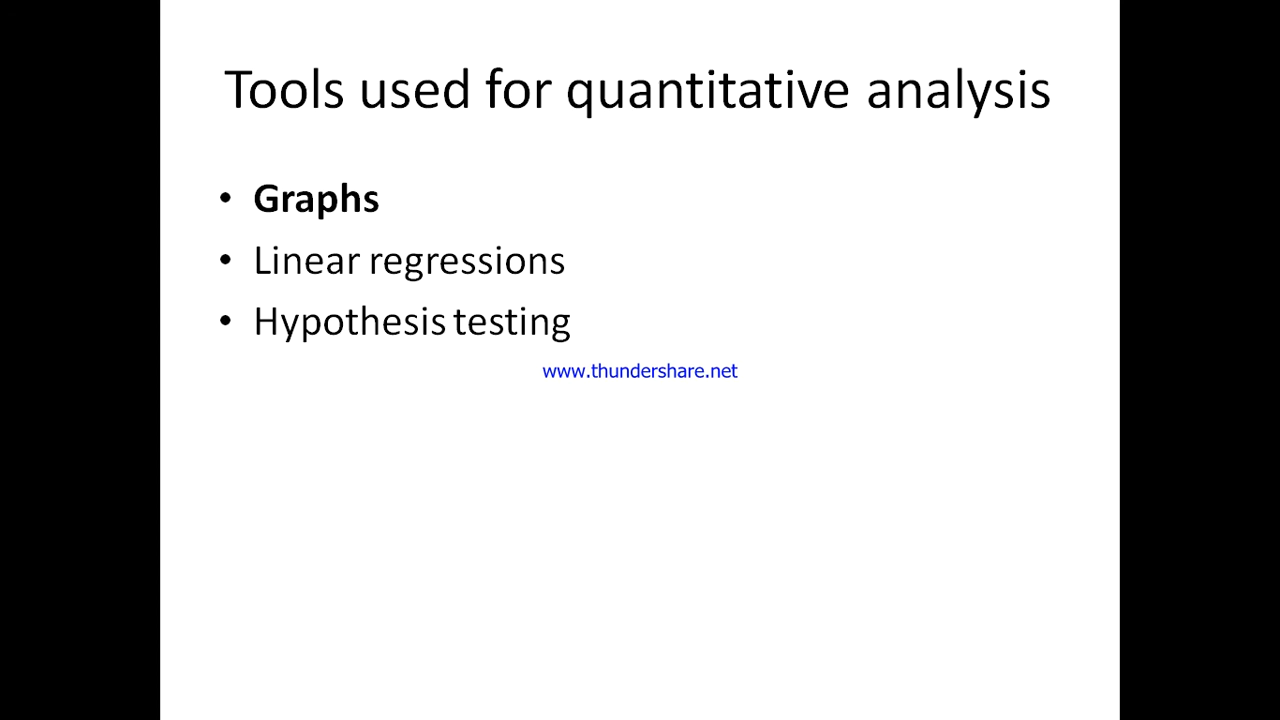 Tools used for quantitative analysis
• Graphs
• Linear regressions
• Hypothesis testing
www.thundershare.net